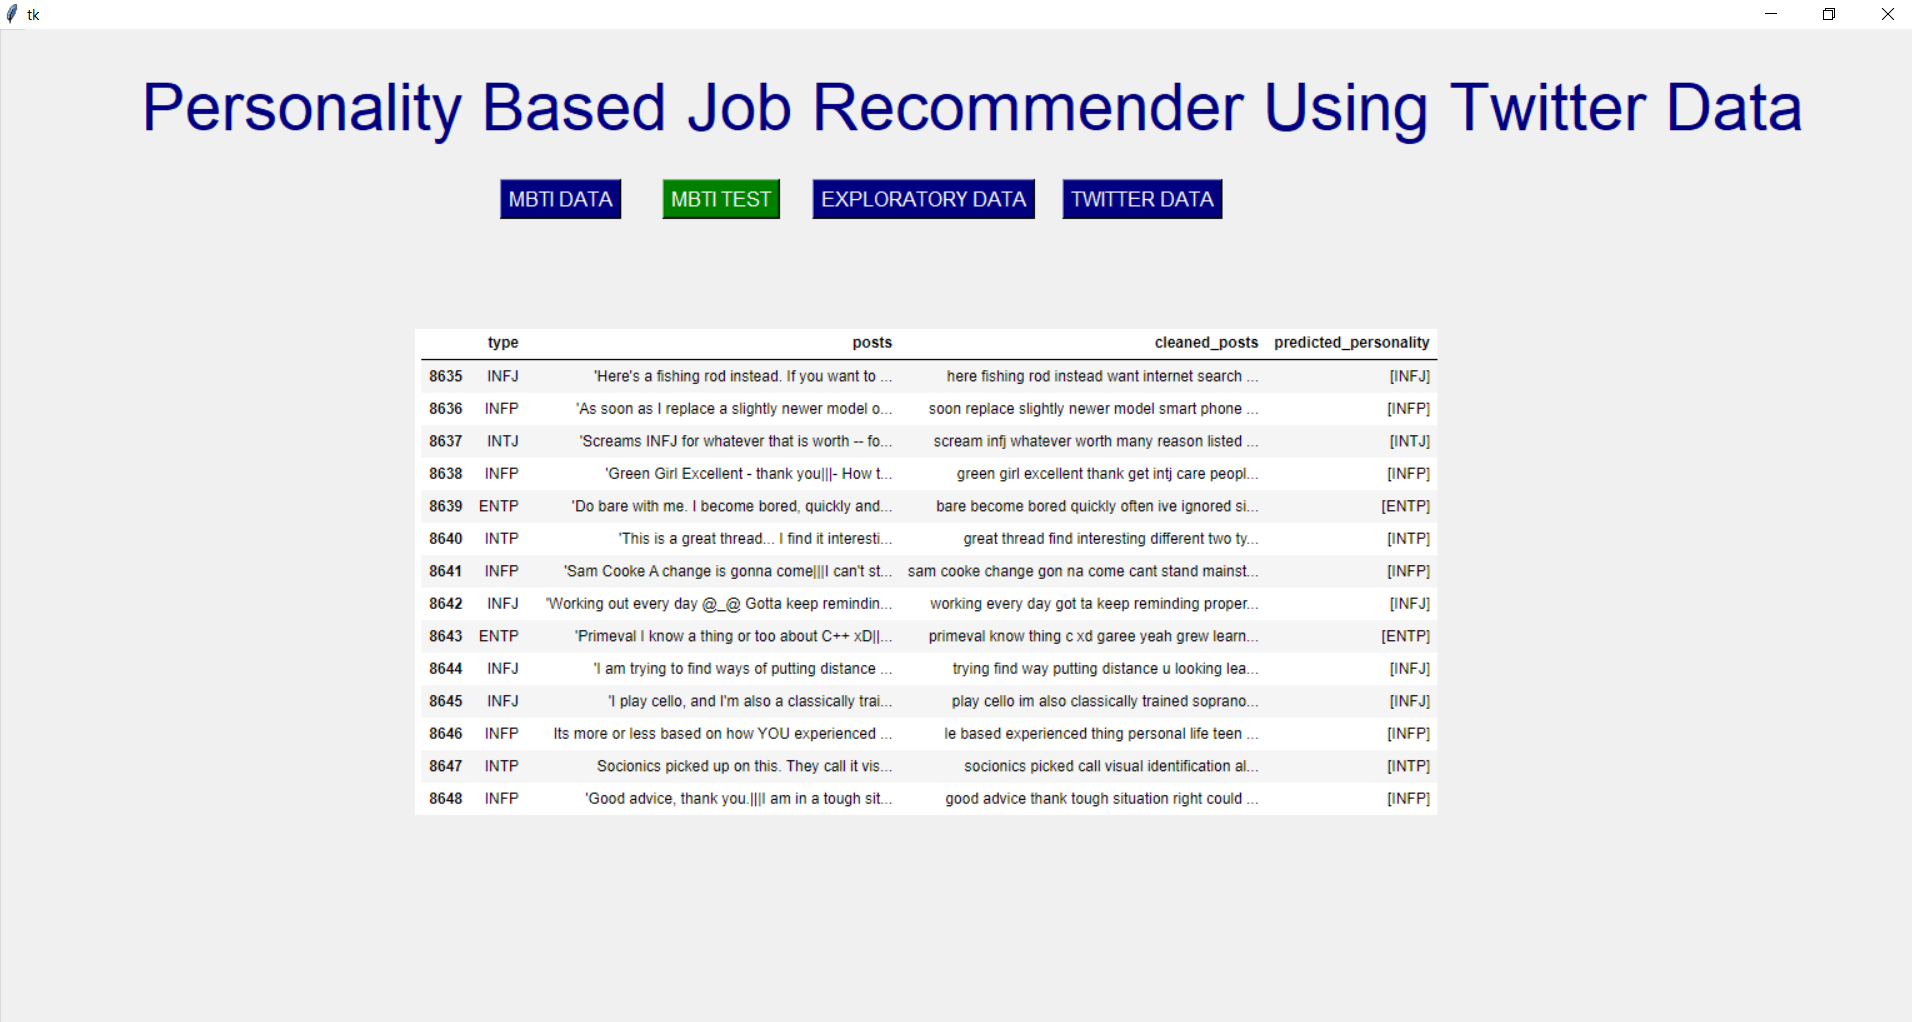 tk
Personality Based Job Recommender Using Twitter Data
MBTI DATA MBTI TEST EXPLORATORY DATA TWITTER DATA
type posts cleaned_posts predicted_personality
8635 INFJ 'Here's a fishing rod instead. If you want to ... here fishing rod instead want internet search ... [INFJ]
8636 INFP 'As soon as I replace a slightly newer model o... soon replace slightly newer model smart phone ... [INFP]
8637 INTJ 'Screams INFJ for whatever that is worth -- fo... scream infj whatever worth many reason listed ... [INTJ]
8638 INFP 'Green Girl Excellent - thank you|||- How t... green girl excellent thank get intj care peopl... [INFP]
8639 ENTP 'Do bare with me. I become bored, quickly and... bare become bored quickly often ive ignored si... [ENTP]
8640 INTP 'This is a great thread... I find it interesti... great thread find interesting different two ty... [INTP]
8641 INFP 'Sam Cooke A change is gonna come|||I can't st... sam cooke change gon na come cant stand mainst... [INFP]
8642 INFJ 'Working out every day @_@ Gotta keep remindin... working every day got ta keep reminding proper... [INFJ]
8643 ENTP 'Primeval I know a thing or too about C++ xD||... primeval know thing c xd garee yeah grew learn... [ENTP]
8644 INFJ 'I am trying to find ways of putting distance ... trying find way putting distance u looking lea... [INFJ]
8645 INFJ 'I play cello, and I'm also a classically trai... play cello im also classically trained soprano... [INFJ]
8646 INFP Its more or less based on how YOU experienced ... le based experienced thing personal life teen ... [INFP]
8647 INTP Socionics picked up on this. They call it vis... socionics picked call visual identification al... [INTP]
8648 INFP 'Good advice, thank you.|||I am in a tough sit... good advice thank tough situation right could ... [INFP]